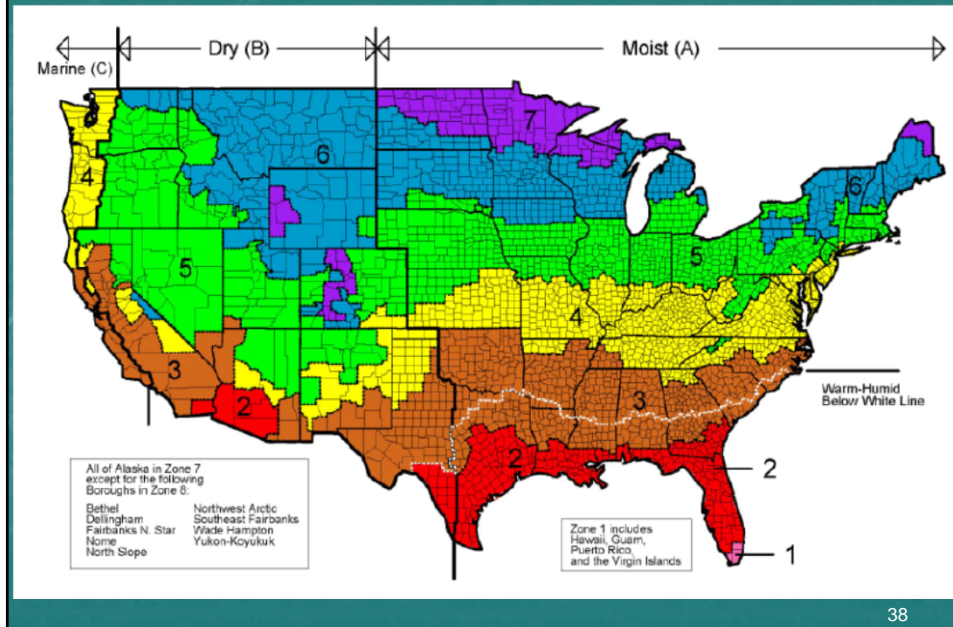 Marine (C)
Dry (B)
Moist (A)
7
6
6
4
5
5
4
3
3
2
2
2
1
Warm-Humid
Below White Line
All of Alaska in Zone 7
except for the following
Boroughs in Zone 8:
Bethel Northwest Arctic
Dellingham Southeast Fairbanks
Fairbanks N. Star Wade Hampton
Nome Yukon-Koyukuk
North Slope
Zone 1 includes
Hawaii, Guam,
Puerto Rico,
and the Virgin Islands
38